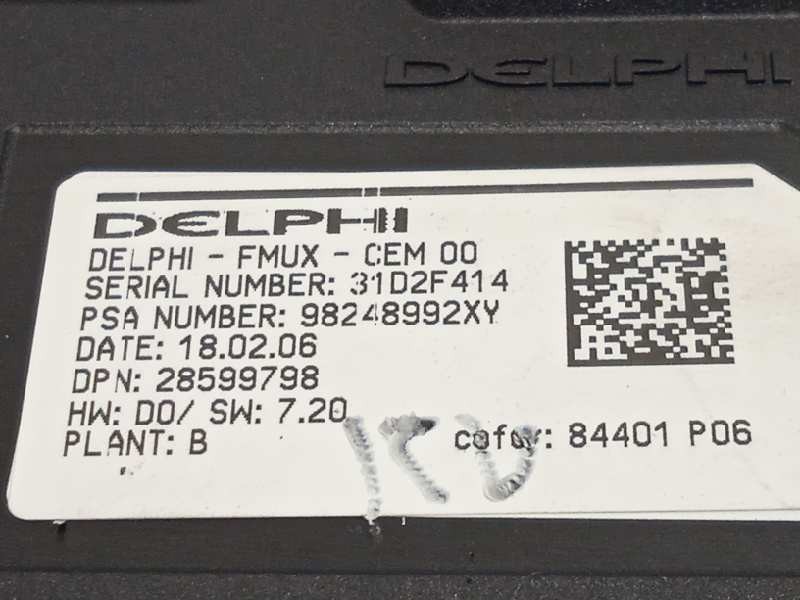 DELPHI
DELPHI
DELPHI - FMUX - CEM 00
SERIAL NUMBER: 31D2F414
PSA NUMBER: 98248992XY
DATE: 18.02.06
DPN: 28599798
HW: D0/ SW: 7.20
PLANT: B
cofor: 84401 P06